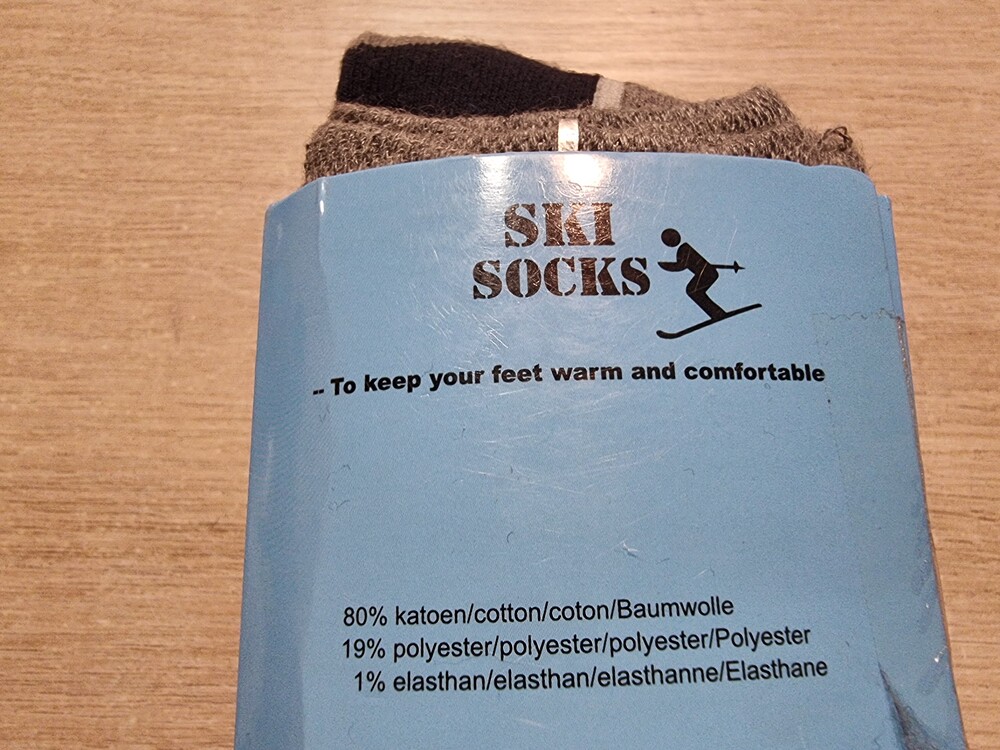 SKI
SOCKS
-- To keep your feet warm and comfortable
80% katoen/cotton/coton/Baumwolle
19% polyester/polyester/polyester/Polyester
1% elasthan/elasthan/elasthanne/Elasthane